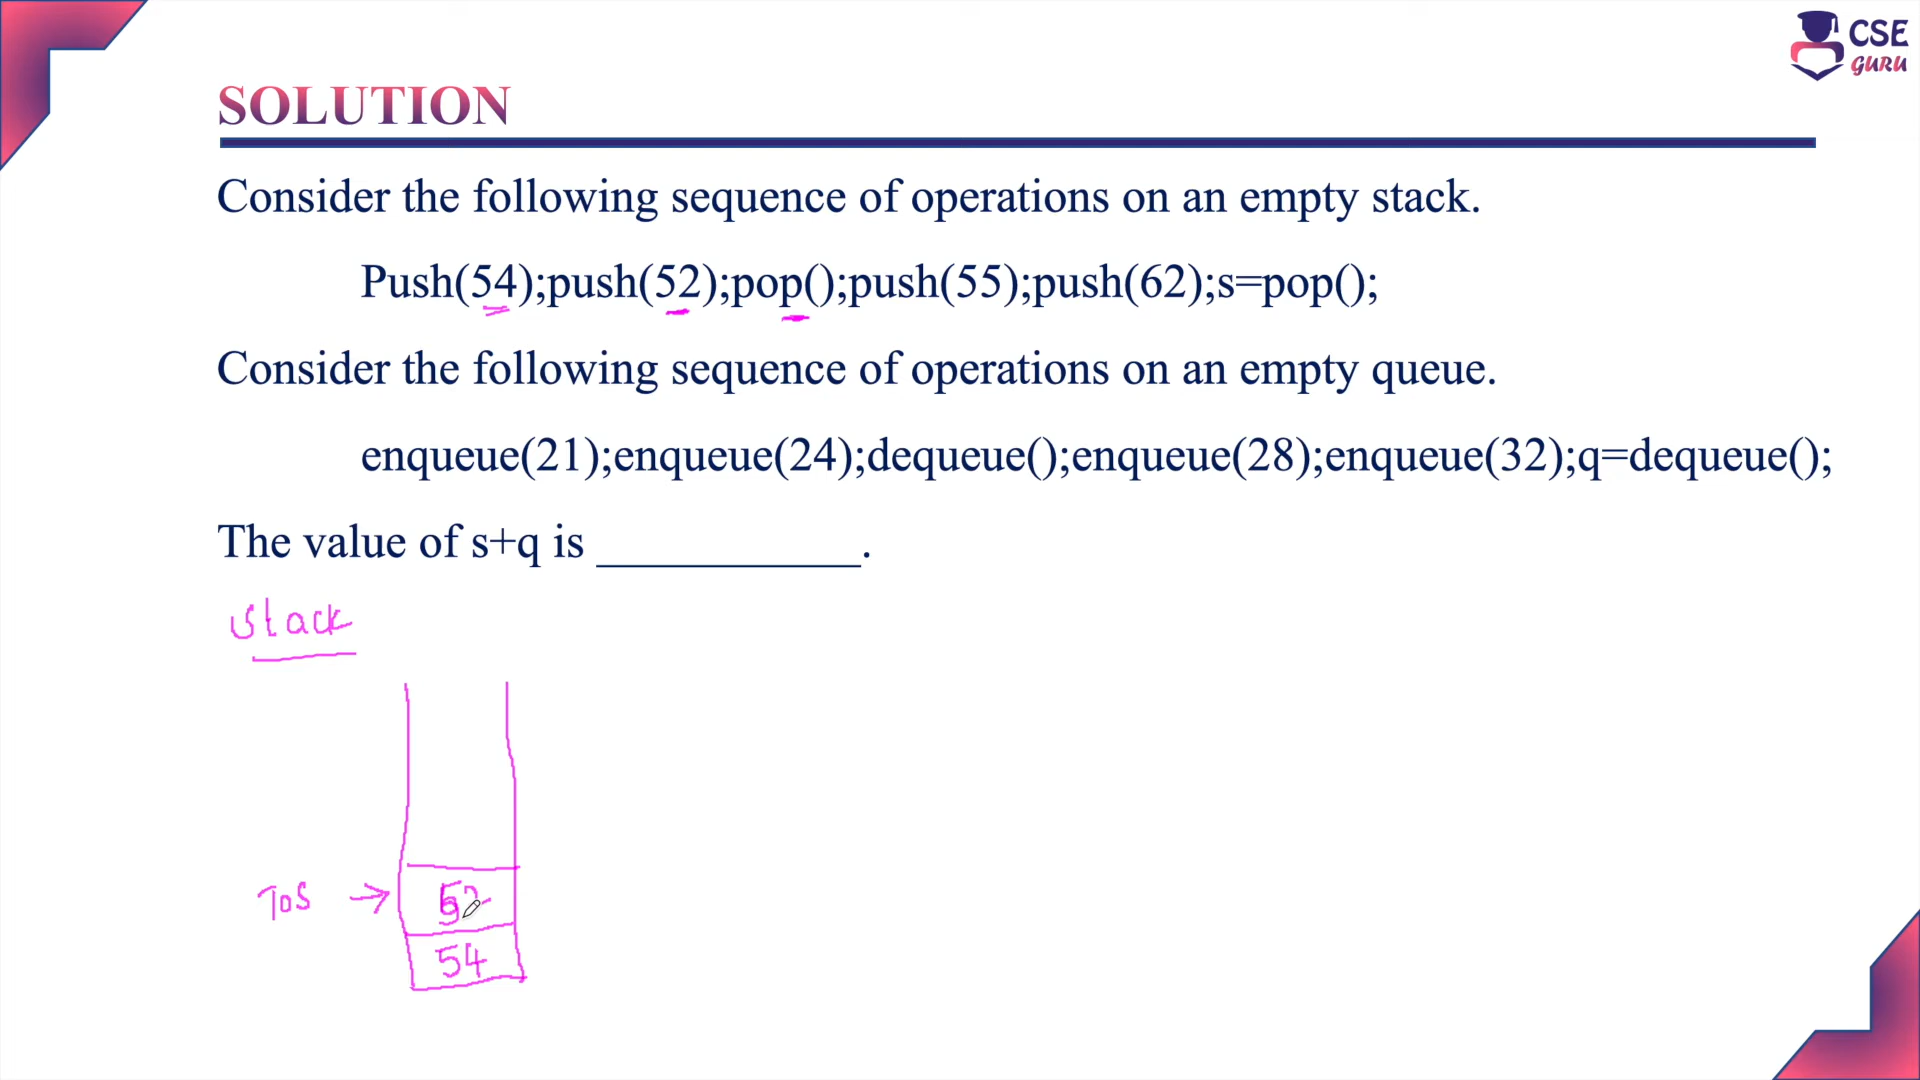 CSE
GURU
SOLUTION
Consider the following sequence of operations on an empty stack.
Push(54);push(52);pop();push(55);push(62);s=pop();
Consider the following sequence of operations on an empty queue.
enqueue(21);enqueue(24);dequeue();enqueue(28);enqueue(32);q=dequeue();
The value of s+q is ___________.
Stack
TOS → 
54